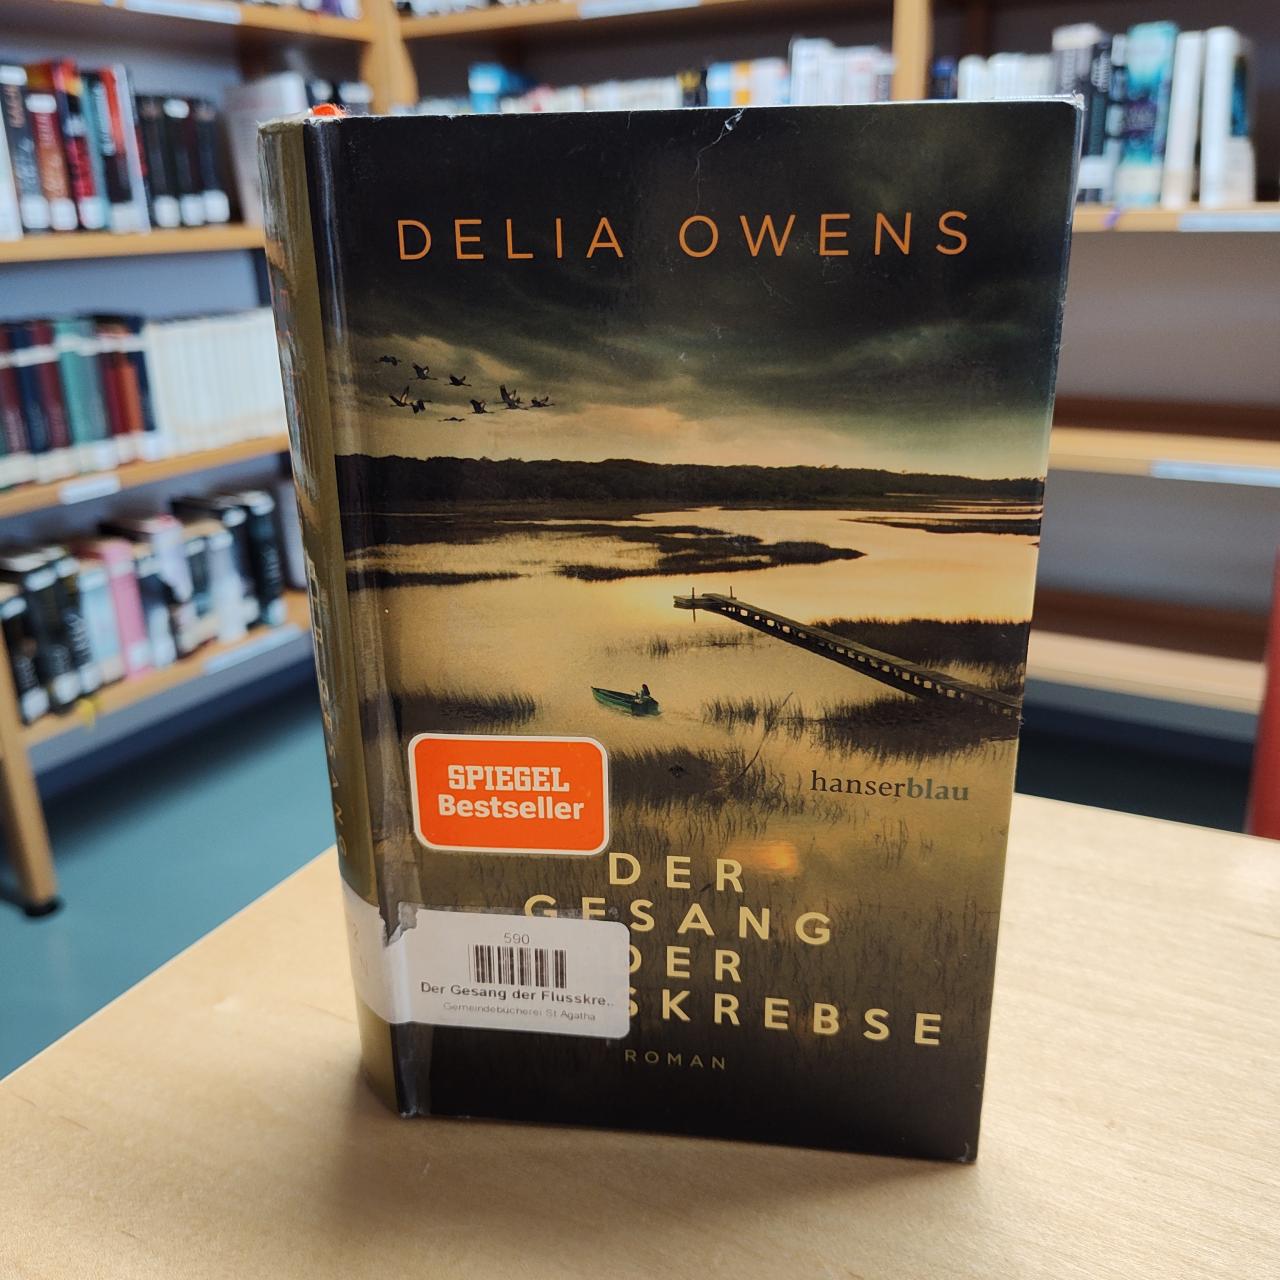 DELIA OWENS
SPIEGEL
Bestseller
hanserblau
DER
GESANG
DER
SKREBSE
590
Der Gesang der Flusskre..
Gemeindebücherei St Agatha
ROMAN